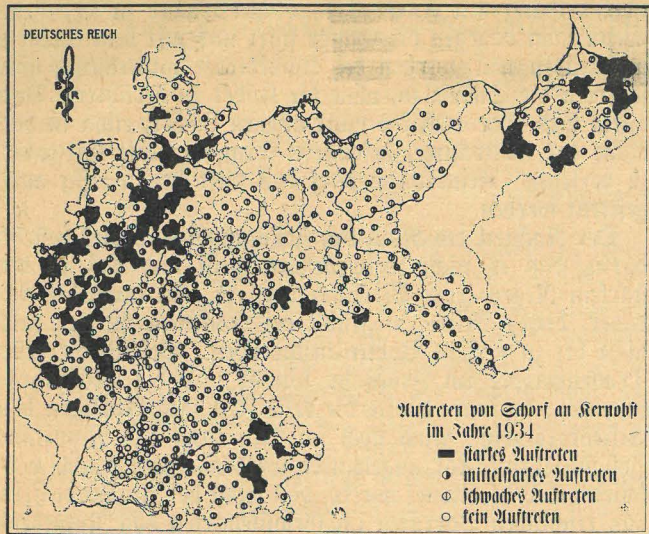 DEUTSCHES REICH
Auftreten von Schorf an Kernobst
im Jahre 1934
starkes Auftreten
mittelstarkes Auftreten
schwaches Auftreten
kein Auftreten